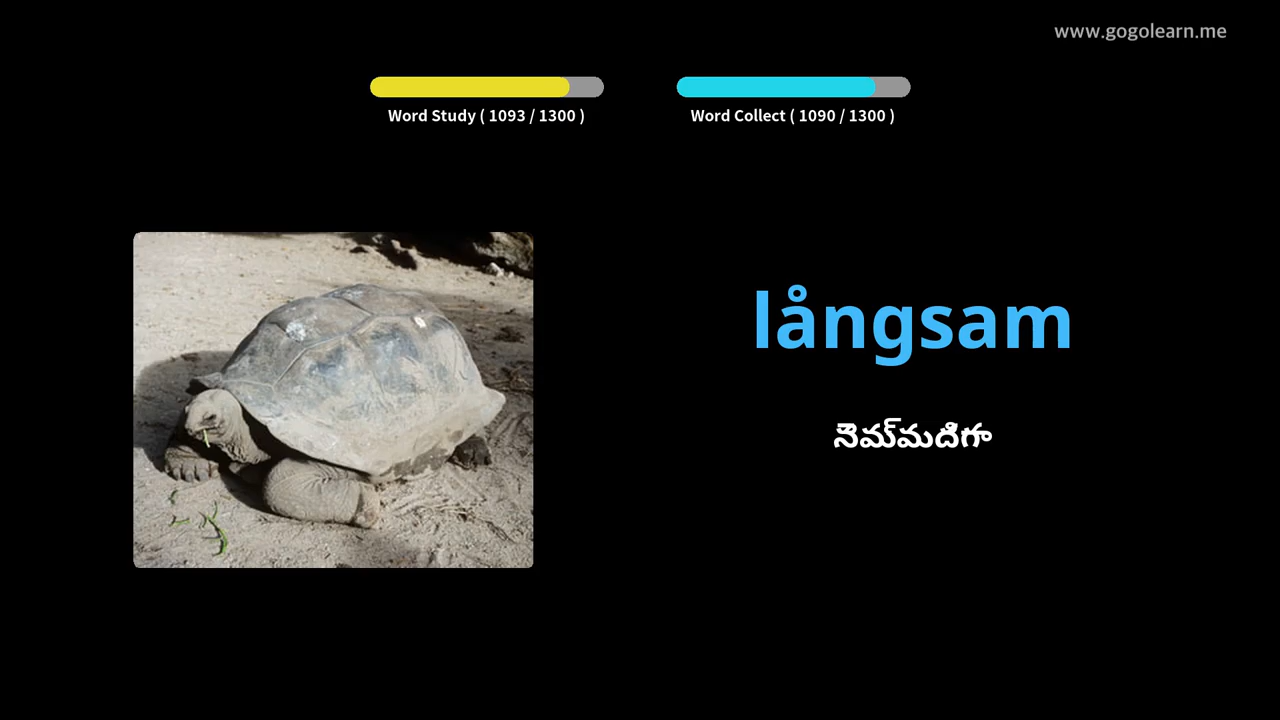 www.gogolearn.me
Word Study ( 1093 / 1300 )
Word Collect ( 1090 / 1300 )
långsam
నెమ్మదిగా